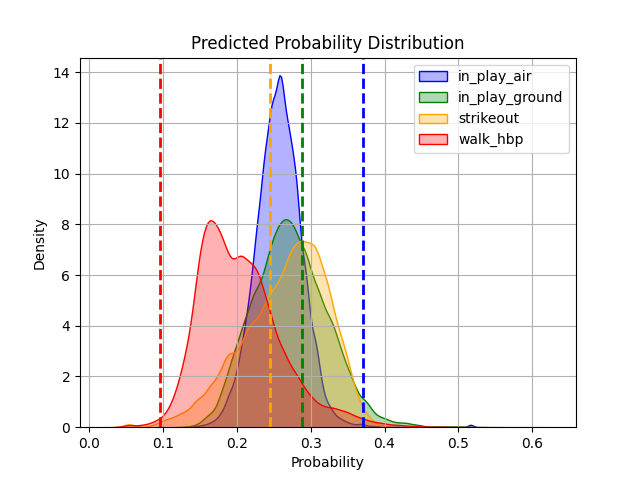 Predicted Probability Distribution
in_play_air
in_play_ground
strikeout
walk_hbp
14
12
10
8
6
4
2
0
Density
0.0 0.1 0.2 0.3 0.4 0.5 0.6
Probability